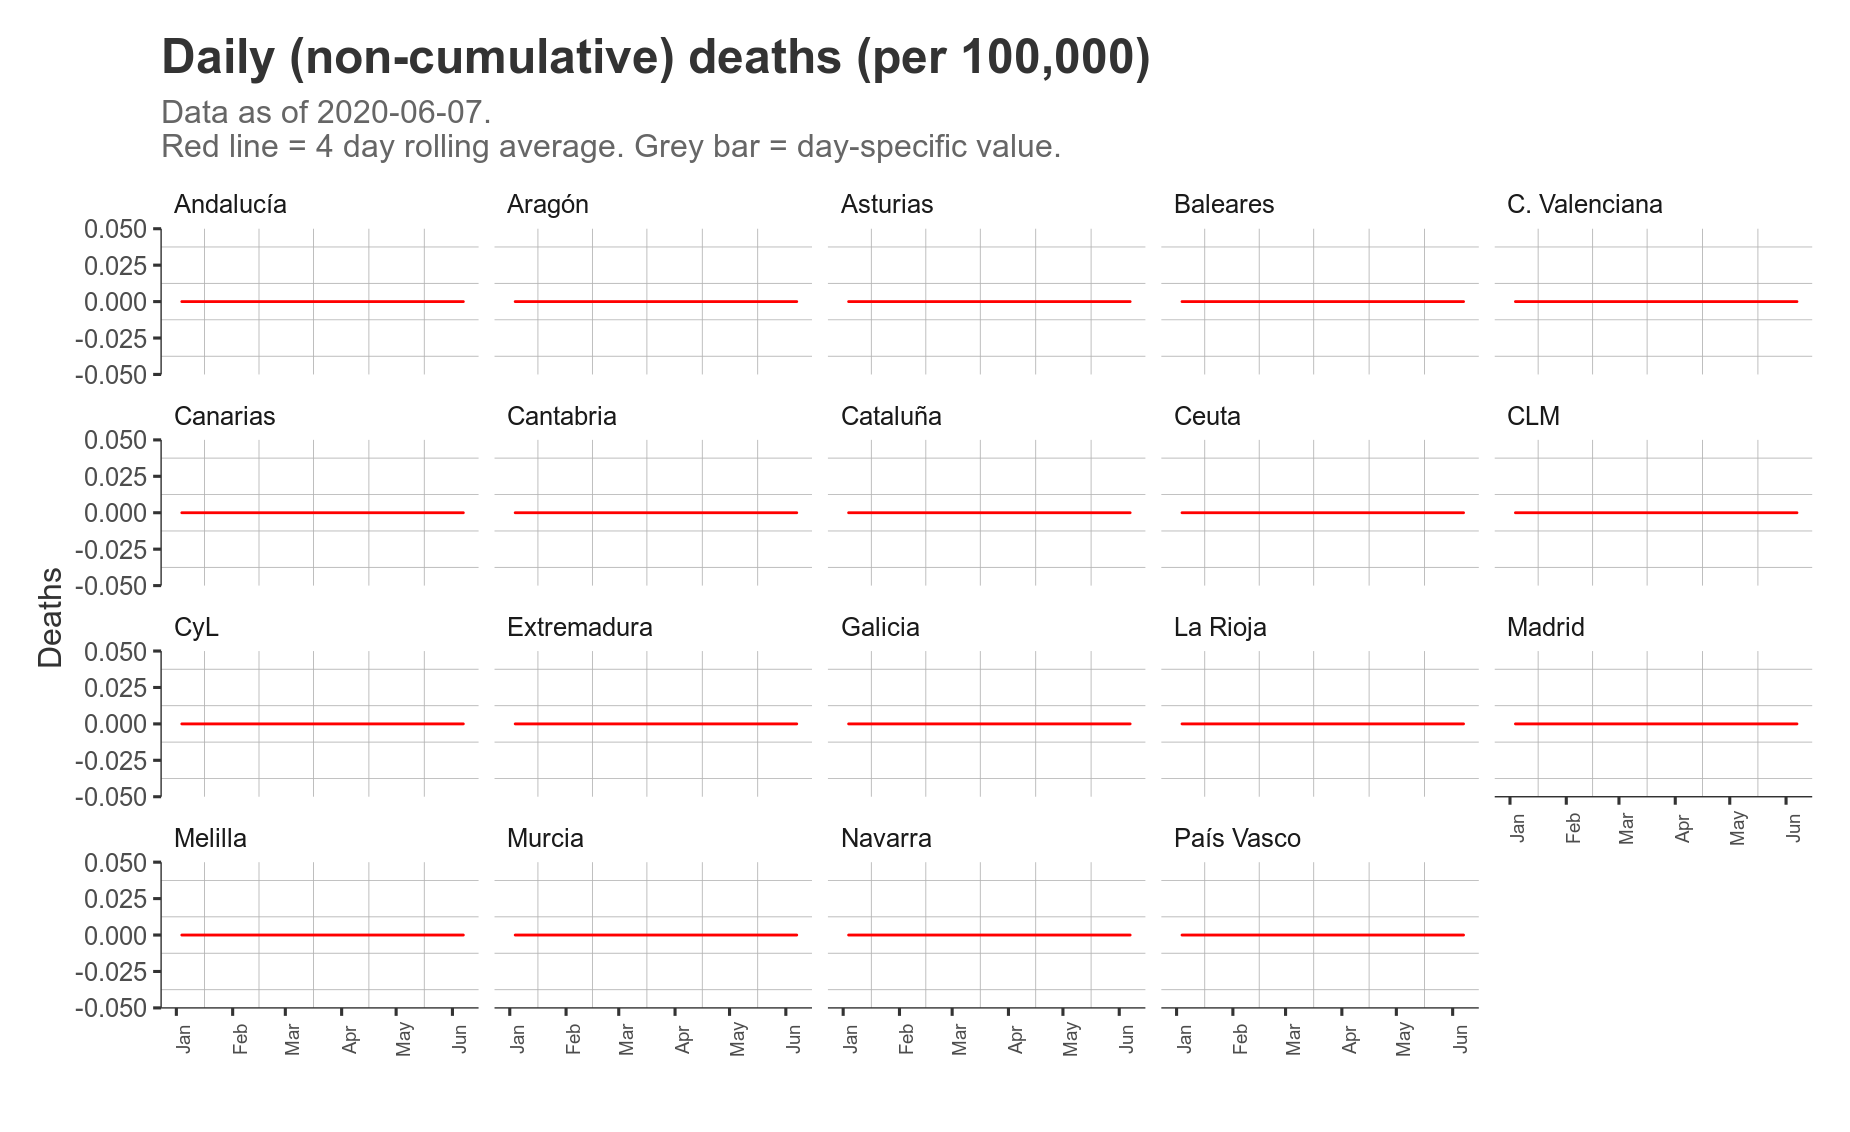 Daily (non-cumulative) deaths (per 100,000)
Data as of 2020-06-07.
Red line = 4 day rolling average. Grey bar = day-specific value.
Andalucía Aragón Asturias Baleares C. Valenciana
0.050
0.025
0.000
-0.025
-0.050
Canarias Cantabria Cataluña Ceuta CLM
0.050
0.025
0.000
-0.025
-0.050
Deaths
CyL Extremadura Galicia La Rioja Madrid
0.050
0.025
0.000
-0.025
-0.050
Jan Feb Mar Apr May Jun
Melilla Murcia Navarra País Vasco
0.050
0.025
0.000
-0.025
-0.050
Jan Feb Mar Apr May Jun Jan Feb Mar Apr May Jun Jan Feb Mar Apr May Jun Jan Feb Mar Apr May Jun